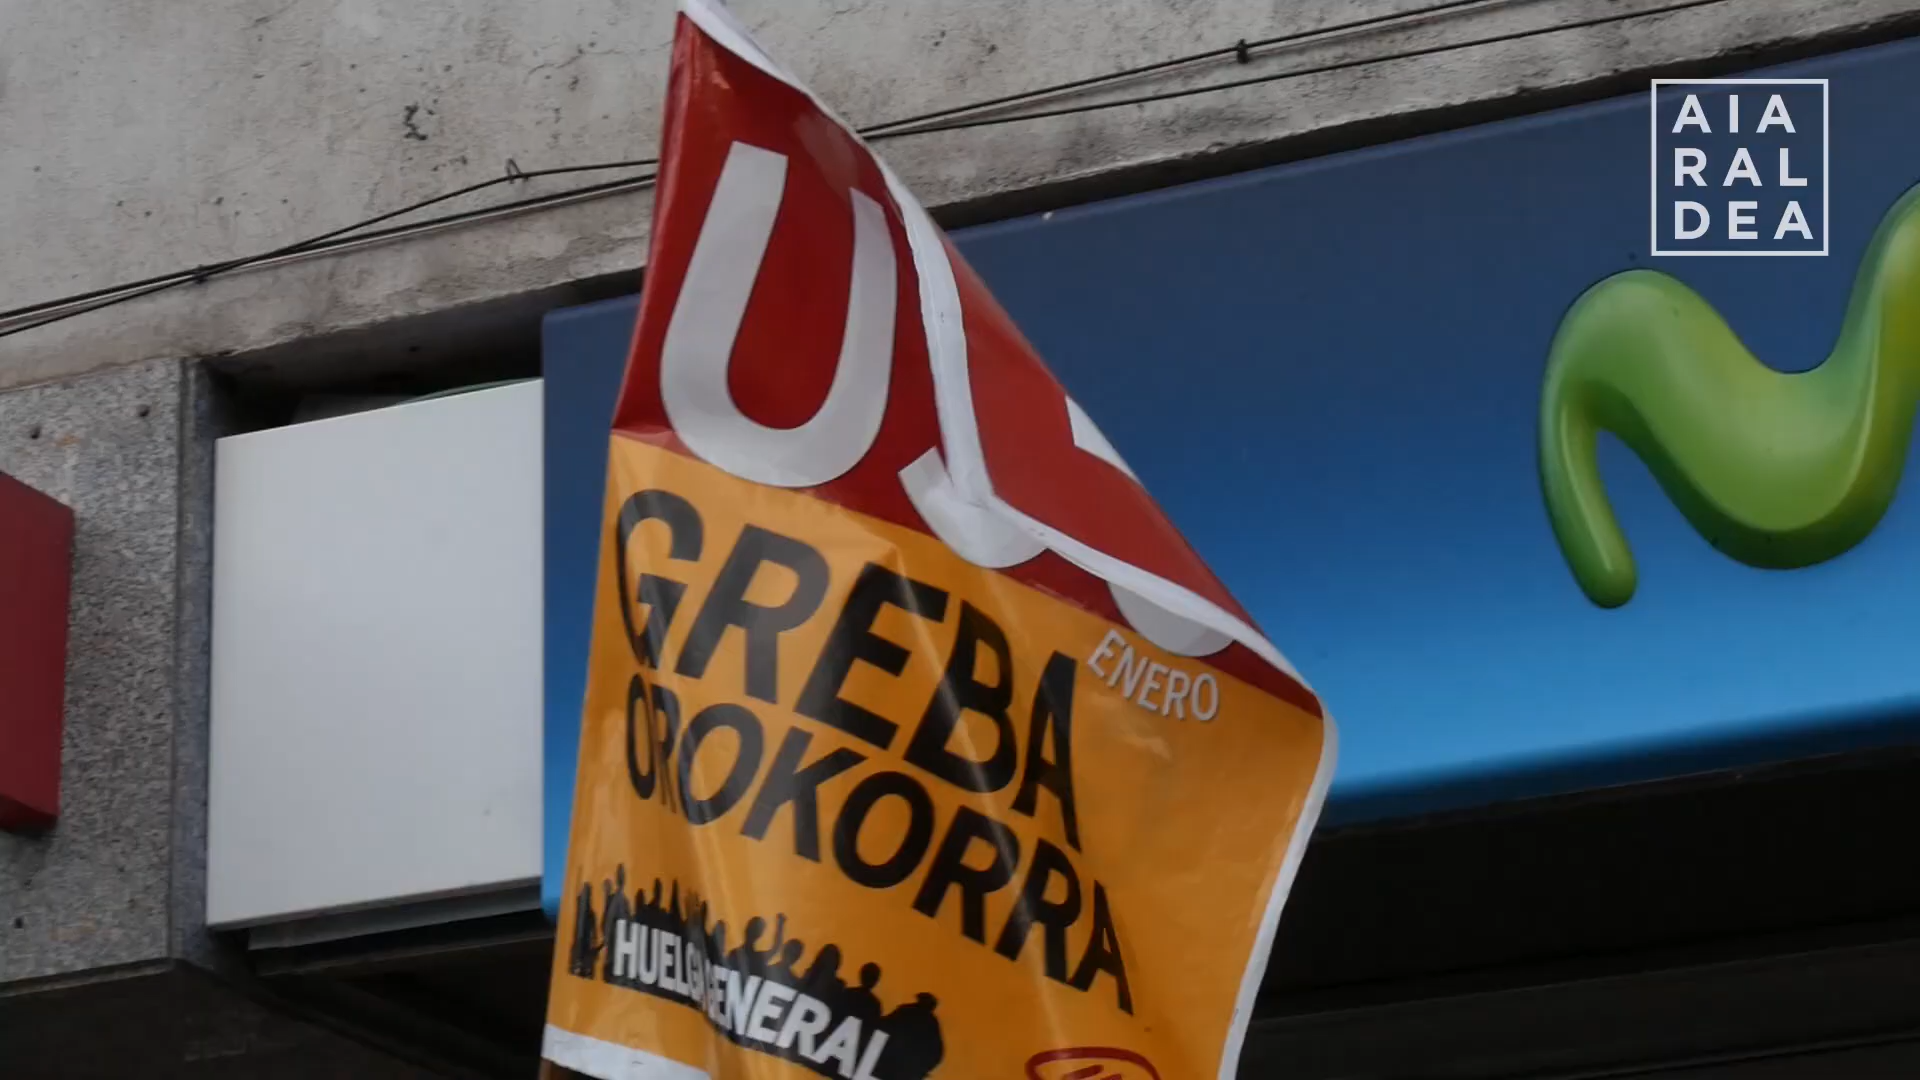 AIA
RAL
DEA
ENERO
GREBA
OROKORRA
HUELGA GENERAL